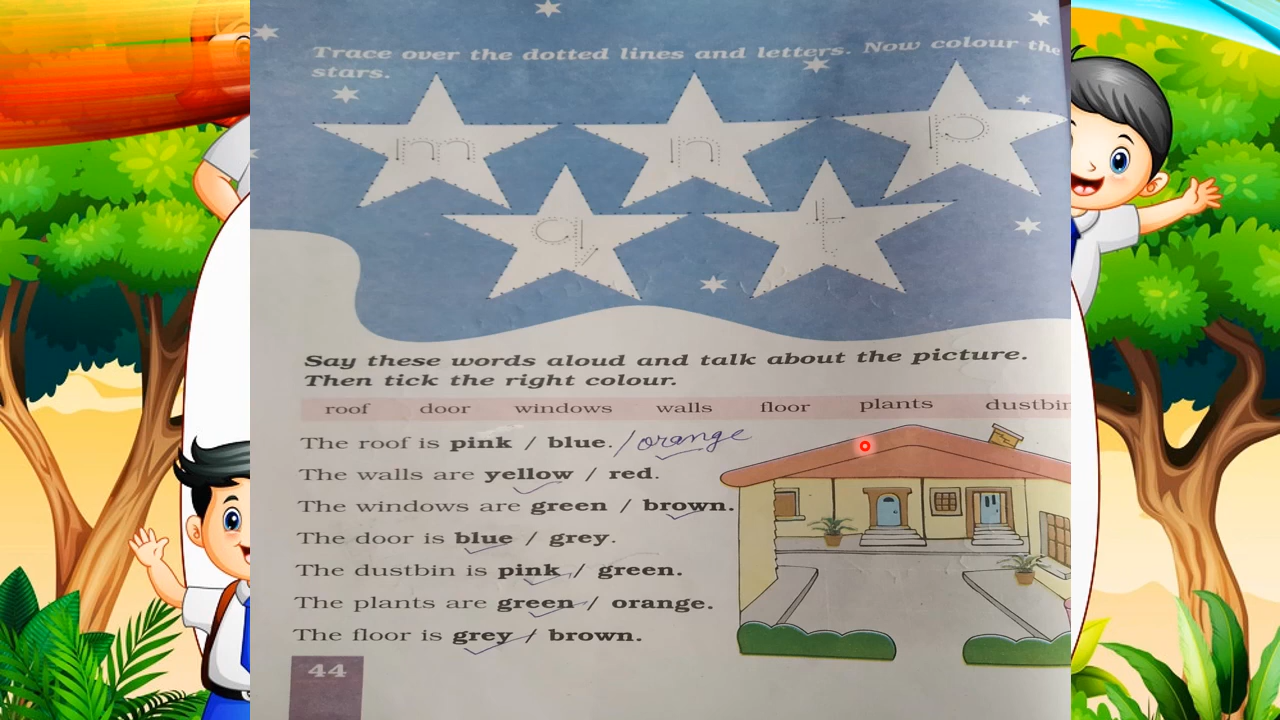 Trace over the dotted lines and letters. Now colour the
stars.
m n p
q t
Say these words aloud and talk about the picture.
Then tick the right colour.
roof door windows walls floor plants dustbin
The roof is pink / blue. / orange
The walls are yellow / red.
The windows are green / brown.
The door is blue / grey.
The dustbin is pink / green.
The plants are green / orange.
The floor is grey / brown.
44